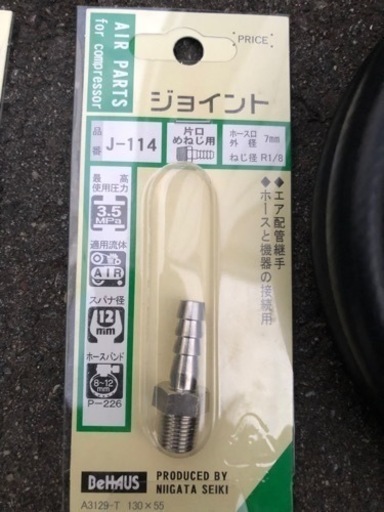 AIR PARTS
for compressor
PRICE
ジョイント
品番
J-114
片口
めねじ用
ホース口外径 7mm
ねじ径 R1/8
最高使用圧力
3.5
MPa
適用流体
AIR
スパナ径
12
mm
ホースバンド
8~12
mm
P-226
◆エア配管継手
◆ホースと機器の接続用
BeHAUS
PRODUCED BY
NIIGATA SEIKI
A3129-T 130×55